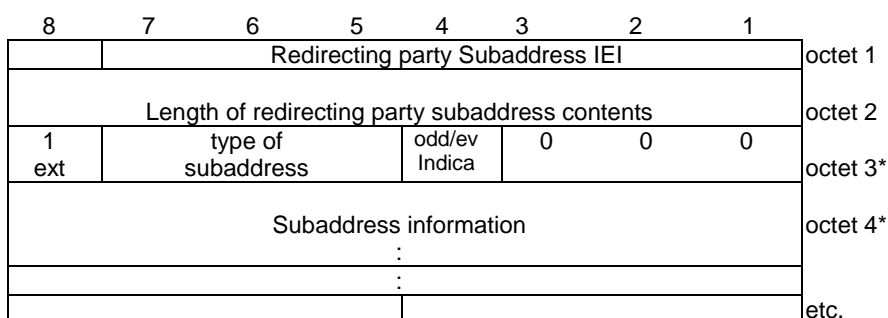 8 7 6 5 4 3 2 1
Redirecting party Subaddress IEI octet 1
Length of redirecting party subaddress contents octet 2
1 type of odd/ev 0 0 0
ext subaddress Indica octet 3*
Subaddress information octet 4*
:
:
etc.